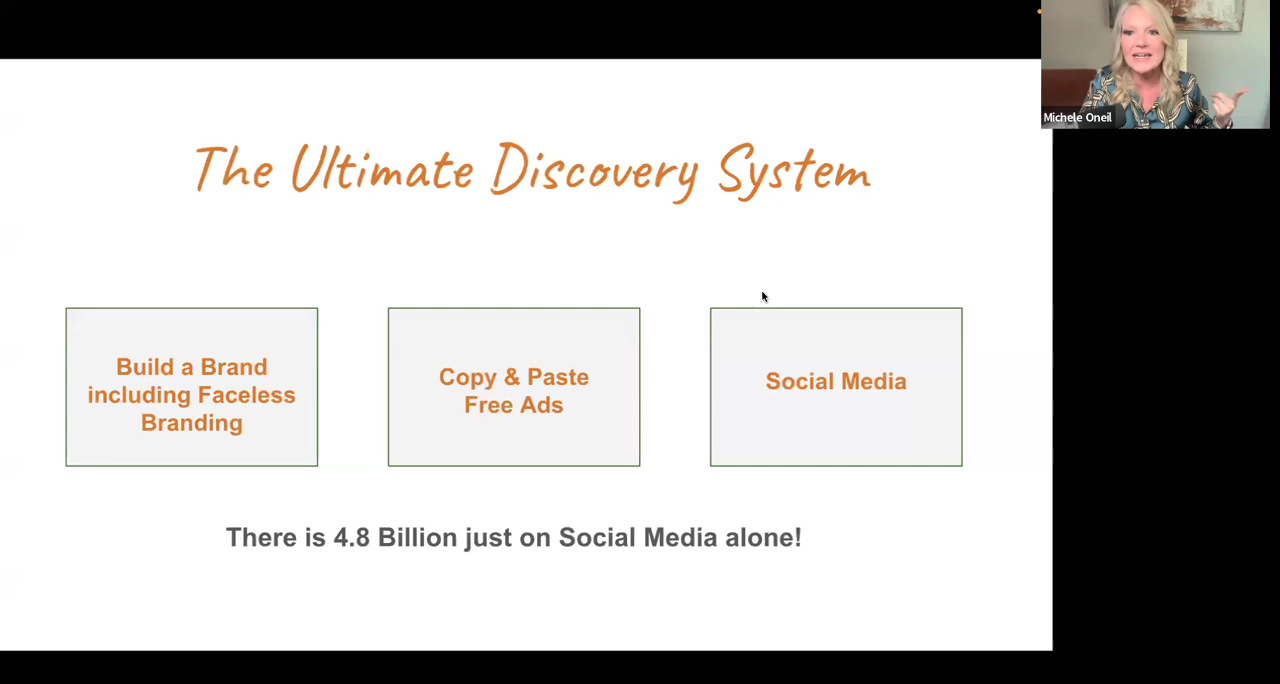 Michele Oneil
The Ultimate Discovery System
Build a Brand
including Faceless
Branding
Copy & Paste
Free Ads
Social Media
There is 4.8 Billion just on Social Media alone!